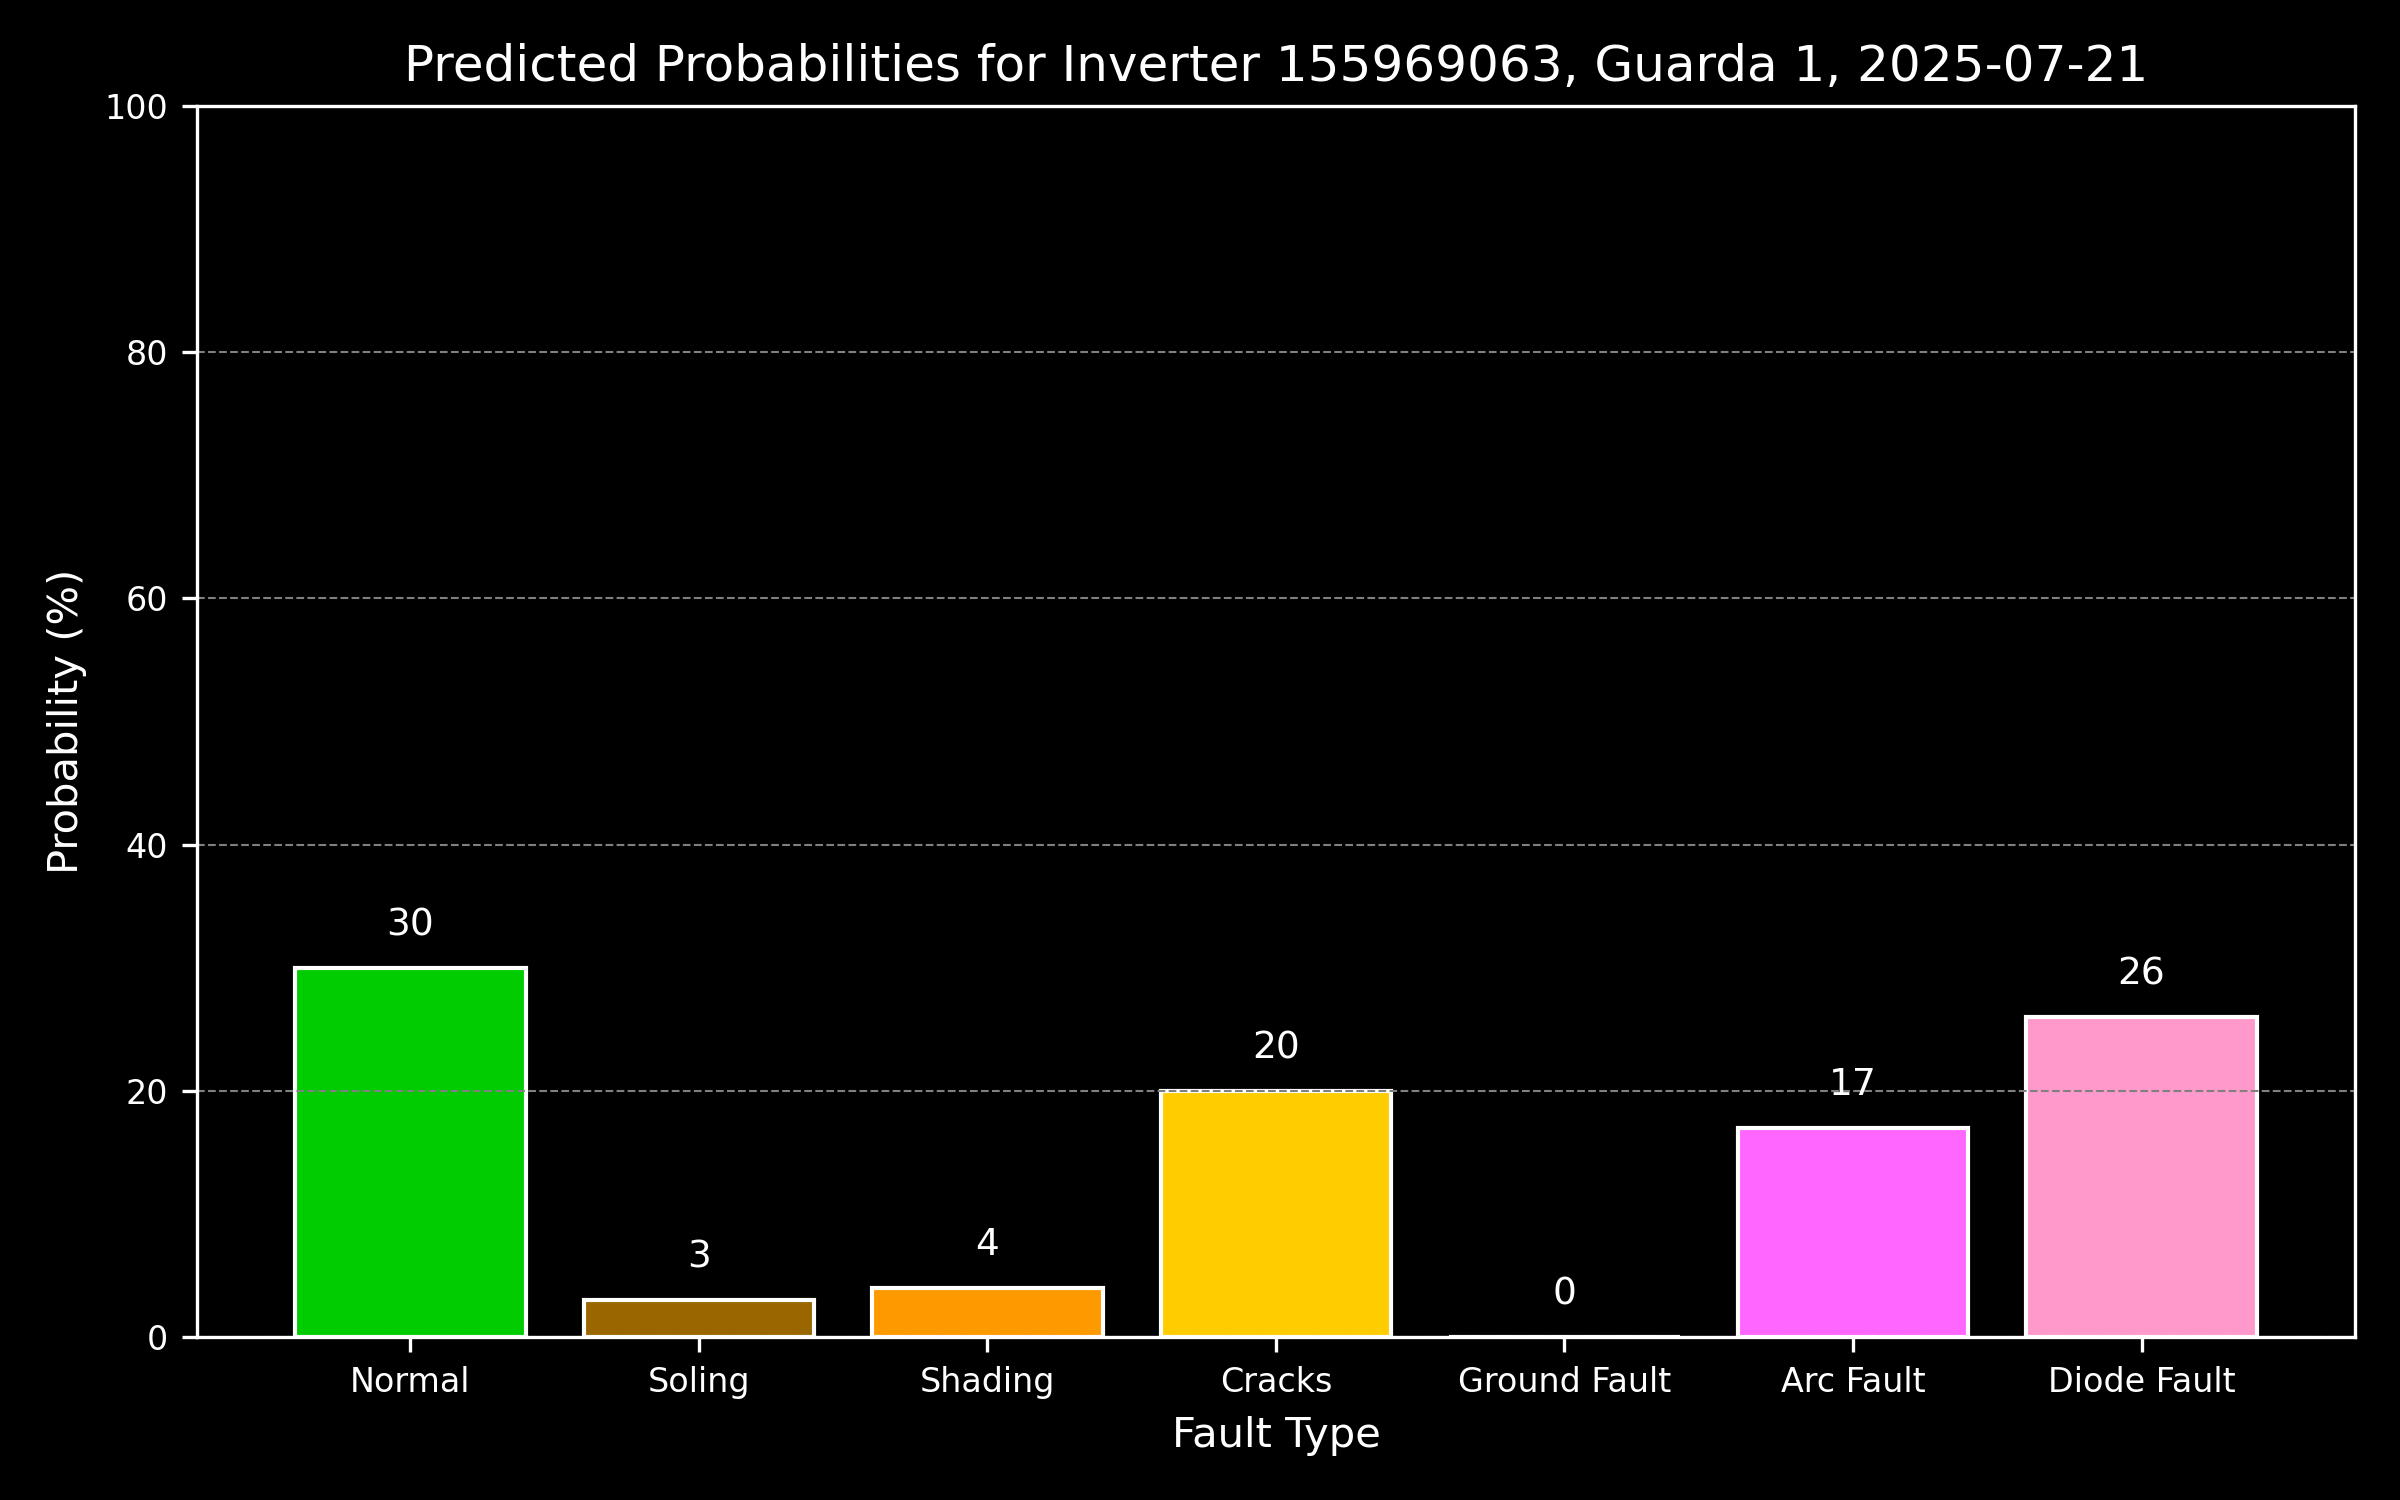 Predicted Probabilities for Inverter 155969063, Guarda 1, 2025-07-21
Probability (%)
100
80
60
40
20
0
30
3
4
20
0
17
26
Normal
Soling
Shading
Cracks
Ground Fault
Arc Fault
Diode Fault
Fault Type